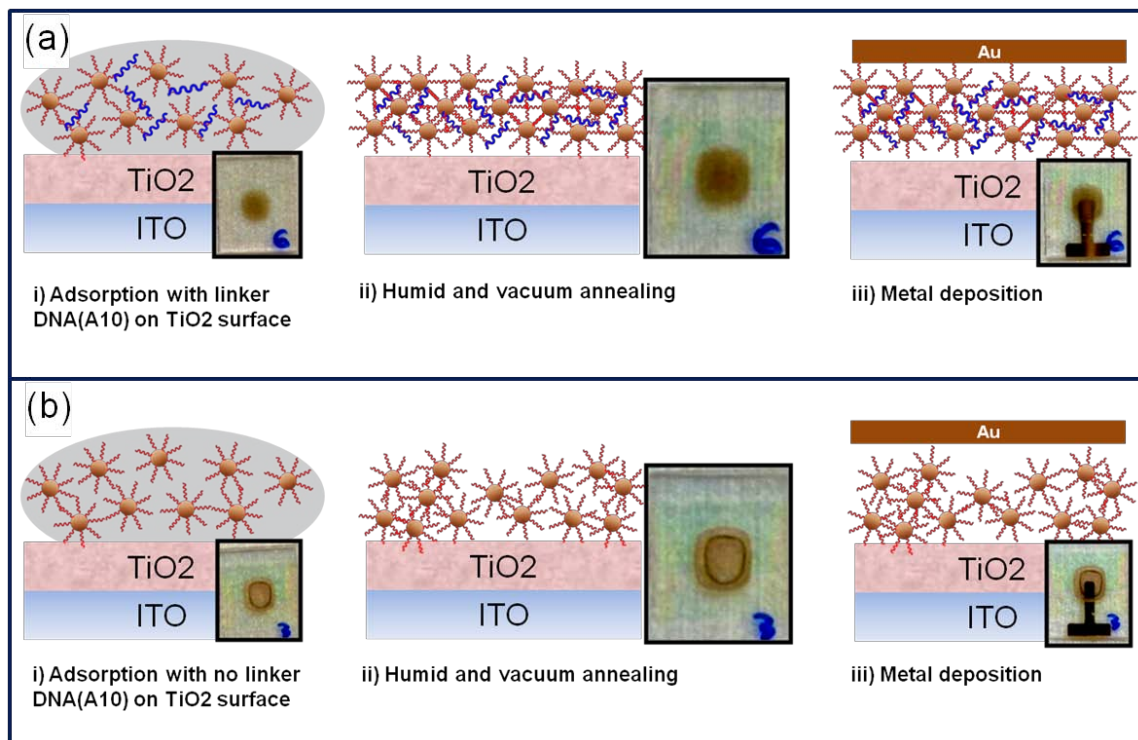 (a)
Au
TiO2
ITO
6
TiO2
ITO
6
TiO2
ITO
6
i) Adsorption with linker
DNA(A10) on TiO2 surface
ii) Humid and vacuum annealing
iii) Metal deposition
(b)
Au
TiO2
ITO
3
TiO2
ITO
3
TiO2
ITO
3
i) Adsorption with no linker
DNA(A10) on TiO2 surface
ii) Humid and vacuum annealing
iii) Metal deposition